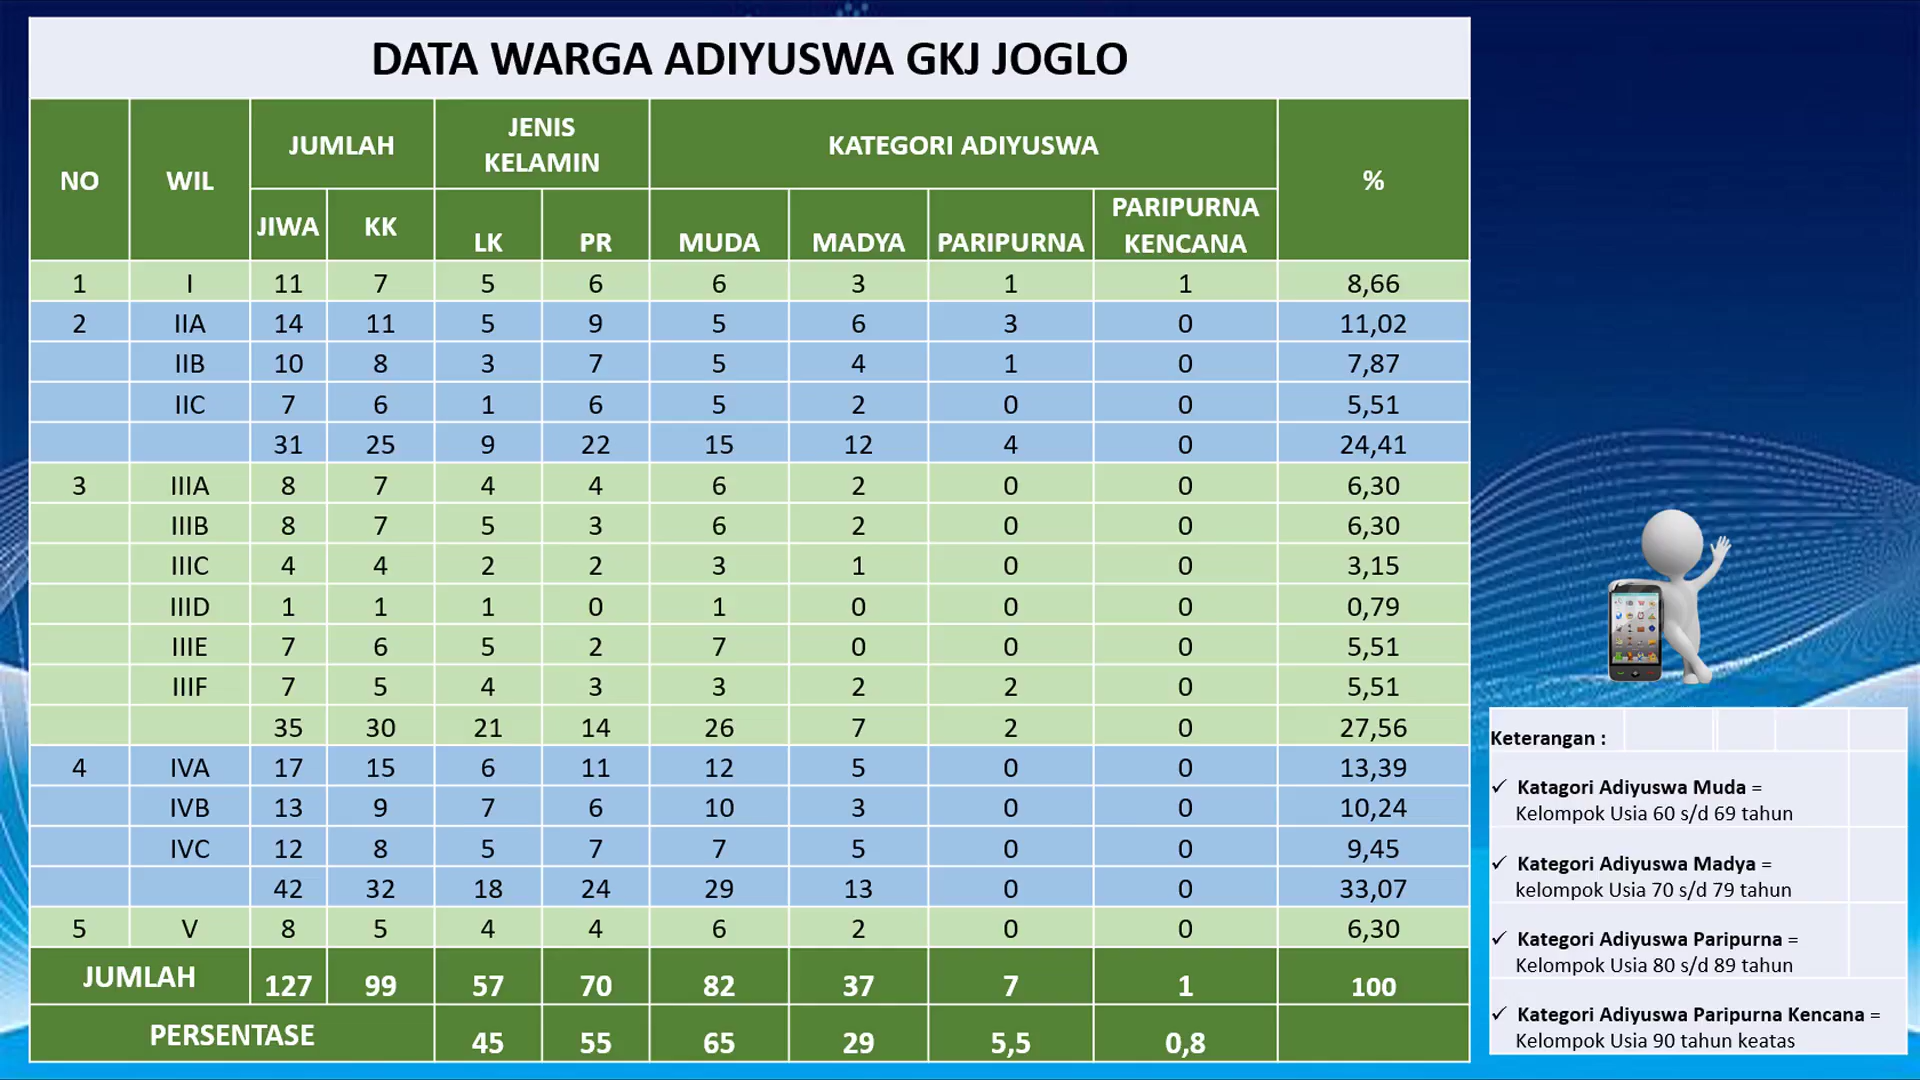 DATA WARGA ADIYUSWA GKJ JOGLO
NO WIL JUMLAH JENIS KELAMIN KATEGORI ADIYUSWA %
JIWA KK LK PR MUDA MADYA PARIPURNA PARIPURNA KENCANA
1 I 11 7 5 6 6 3 1 1 8,66
2 IIA 14 11 5 9 5 6 3 0 11,02
IIB 10 8 3 7 5 4 1 0 7,87
IIC 7 6 1 6 5 2 0 0 5,51
31 25 9 22 15 12 4 0 24,41
3 IIIA 8 7 4 4 6 2 0 0 6,30
IIIB 8 7 5 3 6 2 0 0 6,30
IIIC 4 4 2 2 3 1 0 0 3,15
IIID 1 1 1 0 1 0 0 0 0,79
IIIE 7 6 5 2 7 0 0 0 5,51
IIIF 7 5 4 3 3 2 2 0 5,51
35 30 21 14 26 7 2 0 27,56
4 IVA 17 15 6 11 12 5 0 0 13,39
IVB 13 9 7 6 10 3 0 0 10,24
IVC 12 8 5 7 7 5 0 0 9,45
42 32 18 24 29 13 0 0 33,07
5 V 8 5 4 4 6 2 0 0 6,30
JUMLAH 127 99 57 70 82 37 7 1 100
PERSENTASE 45 55 65 29 5,5 0,8
Keterangan :
✓ Katagori Adiyuswa Muda =
Kelompok Usia 60 s/d 69 tahun
✓ Kategori Adiyuswa Madya =
kelompok Usia 70 s/d 79 tahun
✓ Kategori Adiyuswa Paripurna =
Kelompok Usia 80 s/d 89 tahun
✓ Kategori Adiyuswa Paripurna Kencana =
Kelompok Usia 90 tahun keatas